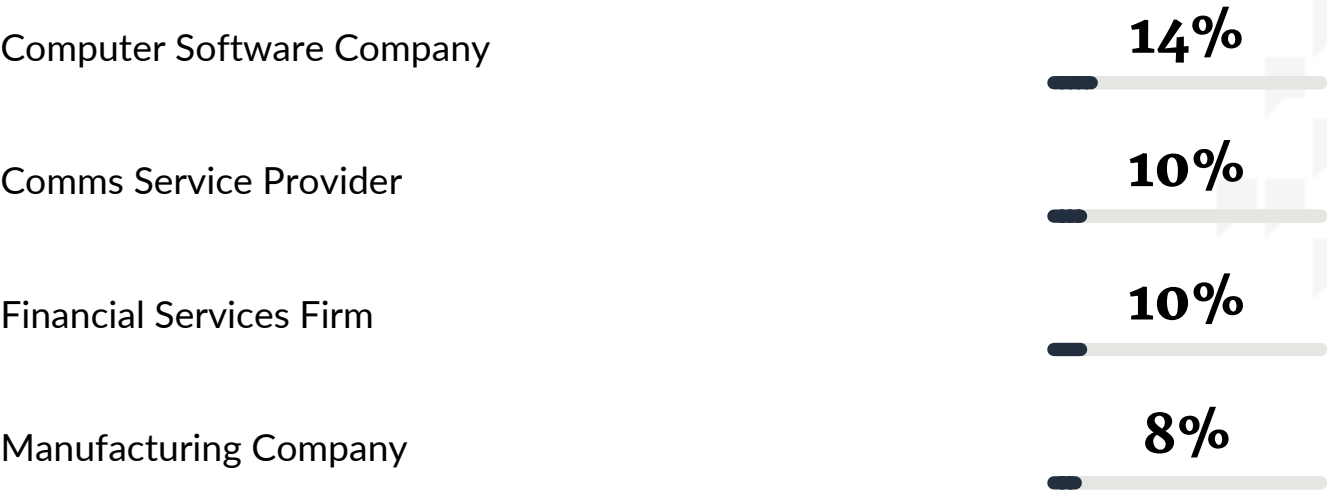 Computer Software Company
14%
Comms Service Provider
10%
Financial Services Firm
10%
Manufacturing Company
8%